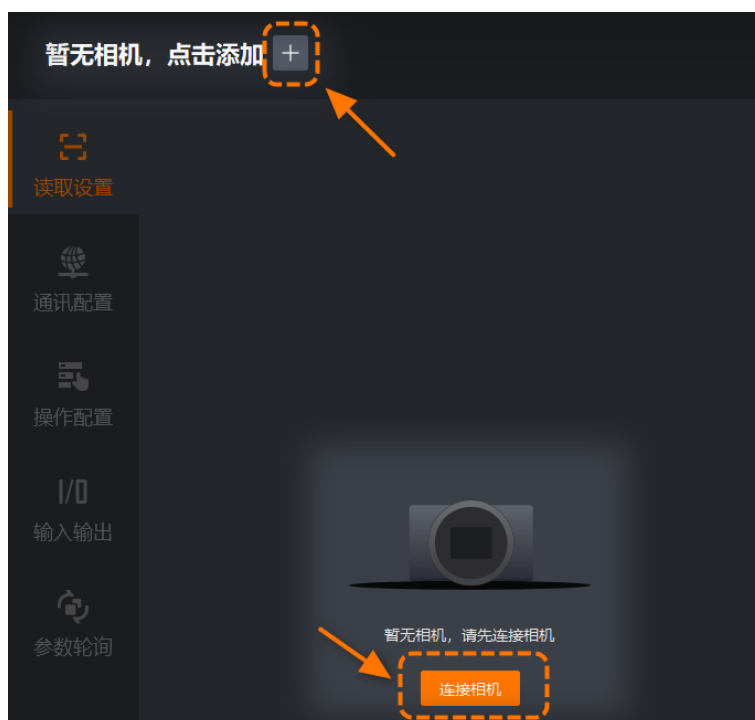 暂无相机，点击添加 +
读取设置
通讯配置
操作配置
I/O
输入输出
参数轮询
暂无相机，请先连接相机
连接相机